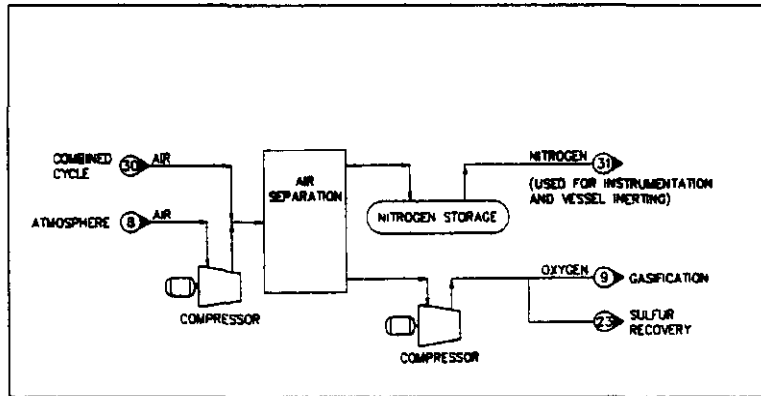 COMBINED
CYCLE
30
AIR
ATMOSPHERE
8
AIR
COMPRESSOR
AIR
SEPARATION
NITROGEN STORAGE
NITROGEN
31
(USED FOR INSTRUMENTATION
AND VESSEL INERTING)
COMPRESSOR
OXYGEN
9
GASIFICATION
23
SULFUR
RECOVERY